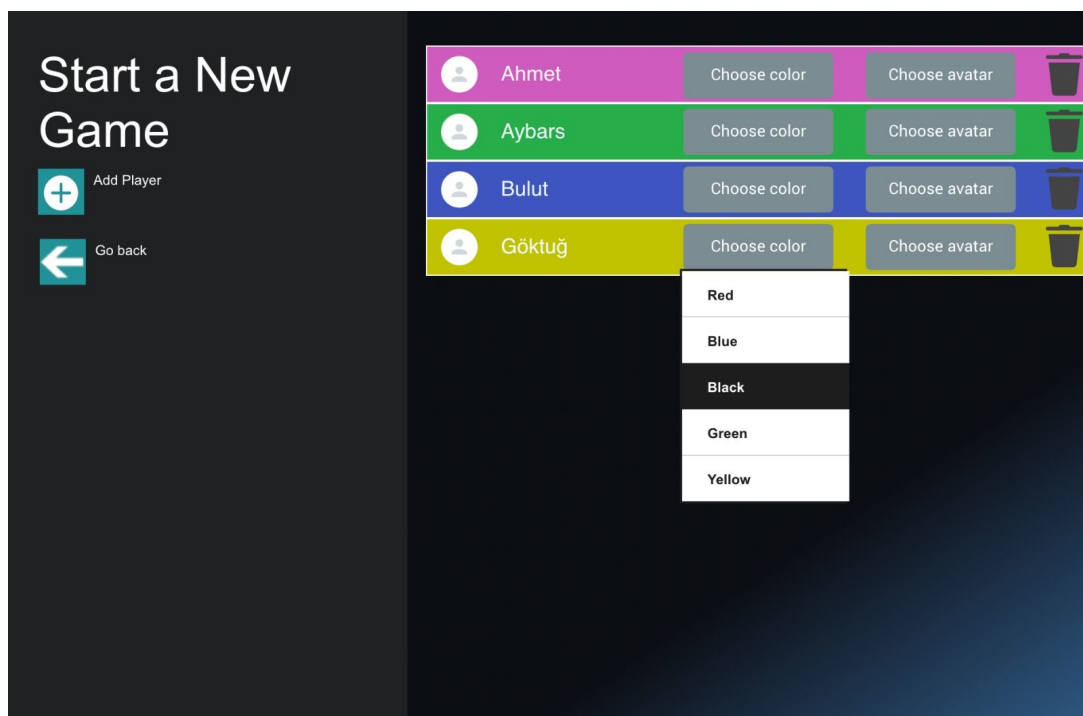 Start a New
Game
Add Player
Go back
Ahmet Choose color Choose avatar
Aybars Choose color Choose avatar
Bulut Choose color Choose avatar
Göktuğ Choose color Choose avatar
Red
Blue
Black
Green
Yellow